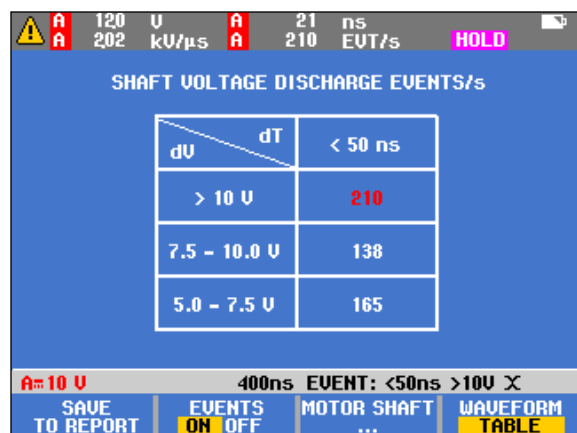 A 120 V A 21 ns
A 202 kV/µs A 210 EVT/s HOLD
SHAFT VOLTAGE DISCHARGE EVENTS/s
dV dT < 50 ns
> 10 V 210
7.5 - 10.0 V 138
5.0 - 7.5 V 165
A 10 V 400ns EVENT: <50ns >10V
SAVE EVENTS MOTOR SHAFT WAVEFORM
TO REPORT ON OFF ... TABLE